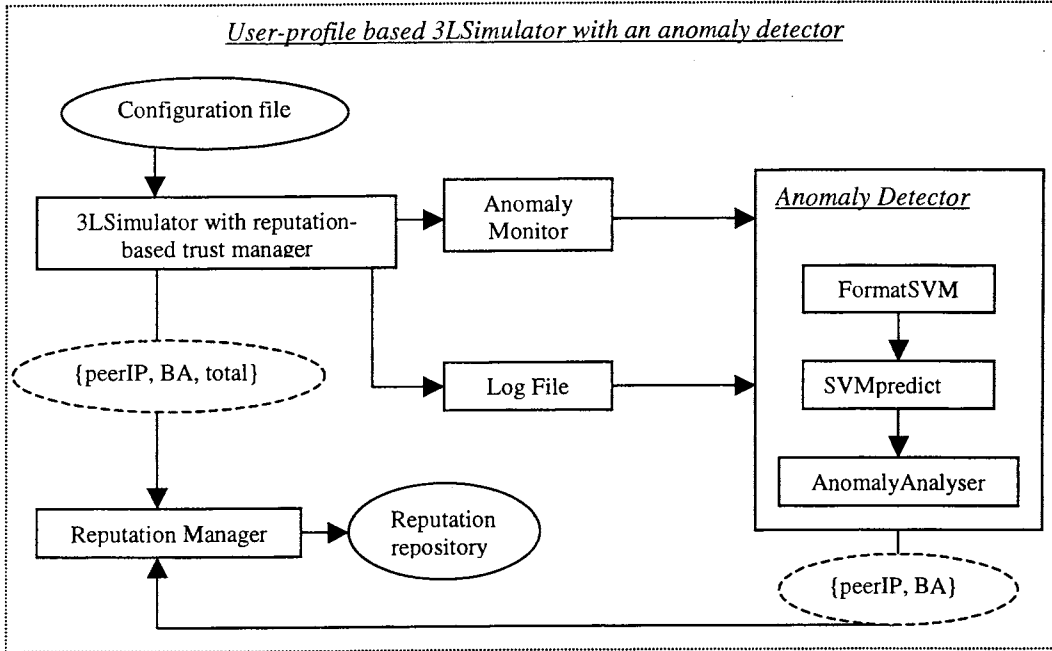 User-profile based 3LSimulator with an anomaly detector
Configuration file
3LSimulator with reputation-
based trust manager
Anomaly
Monitor
Anomaly Detector
FormatSVM
{peerIP, BA, total}
Log File
SVMpredict
AnomalyAnalyser
Reputation Manager
Reputation
repository
{peerIP, BA}